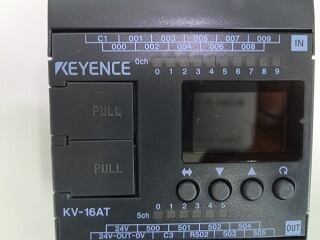 C1 001 003 005 007 009
000 002 004 006 008
IN
KEYENCE
0ch
0 1 2 3 4 5 6 7 8 9
PULL
PULL
KV-16AT
5ch
0 1 2 3 4 5
24V 500 501 502 504
24V-OUT-0V C3 R502 503 505
OUT